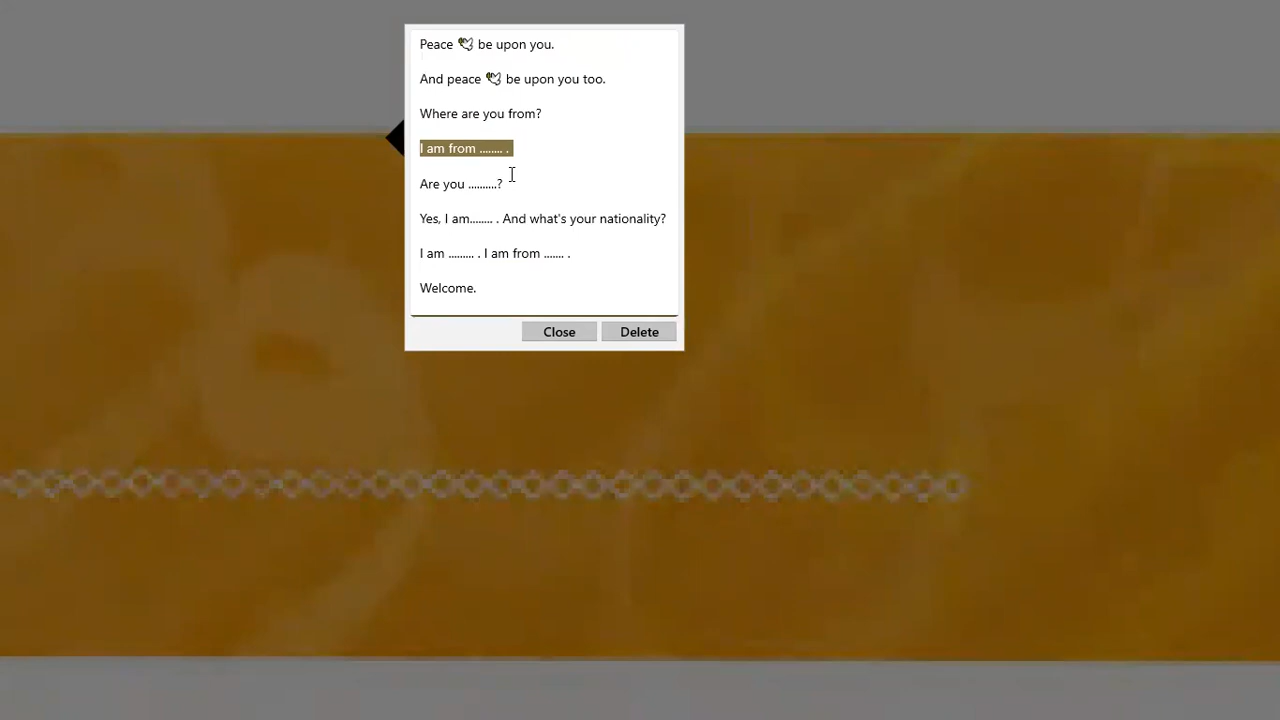 Peace 🕊 be upon you.
And peace 🕊 be upon you too.
Where are you from?
I am from ........ .
Are you ..........?
Yes, I am........ . And what's your nationality?
I am ......... . I am from ....... .
Welcome.
Close Delete